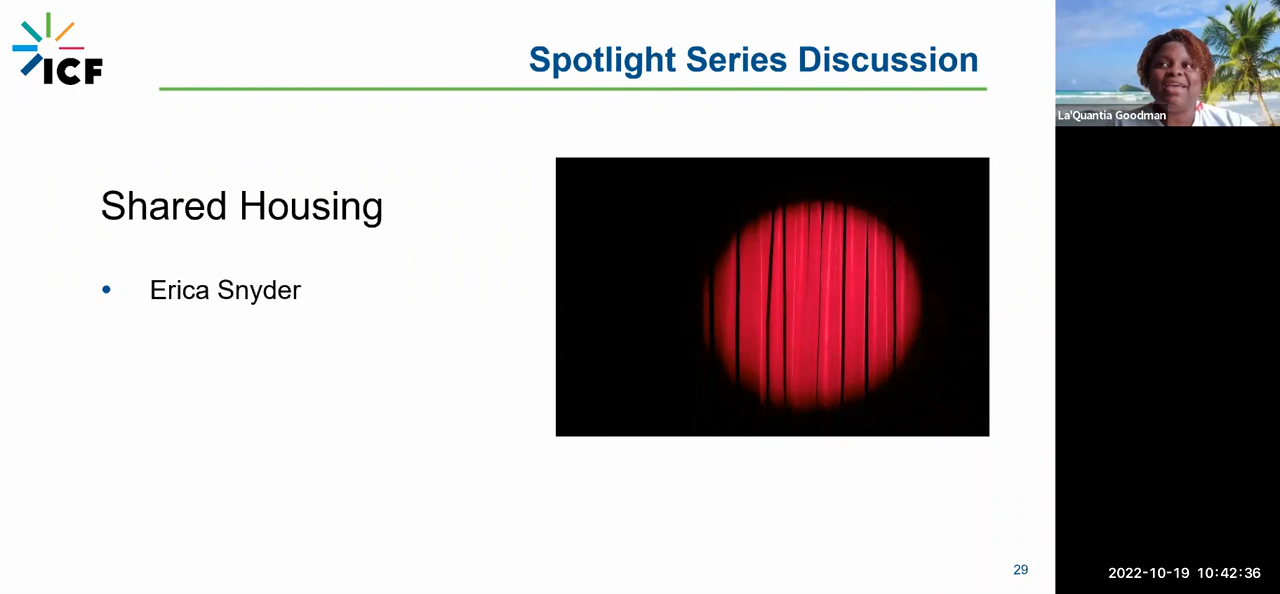 ICF
Spotlight Series Discussion
Shared Housing
• Erica Snyder
29
La'Quantia Goodman
2022-10-19 10:42:36